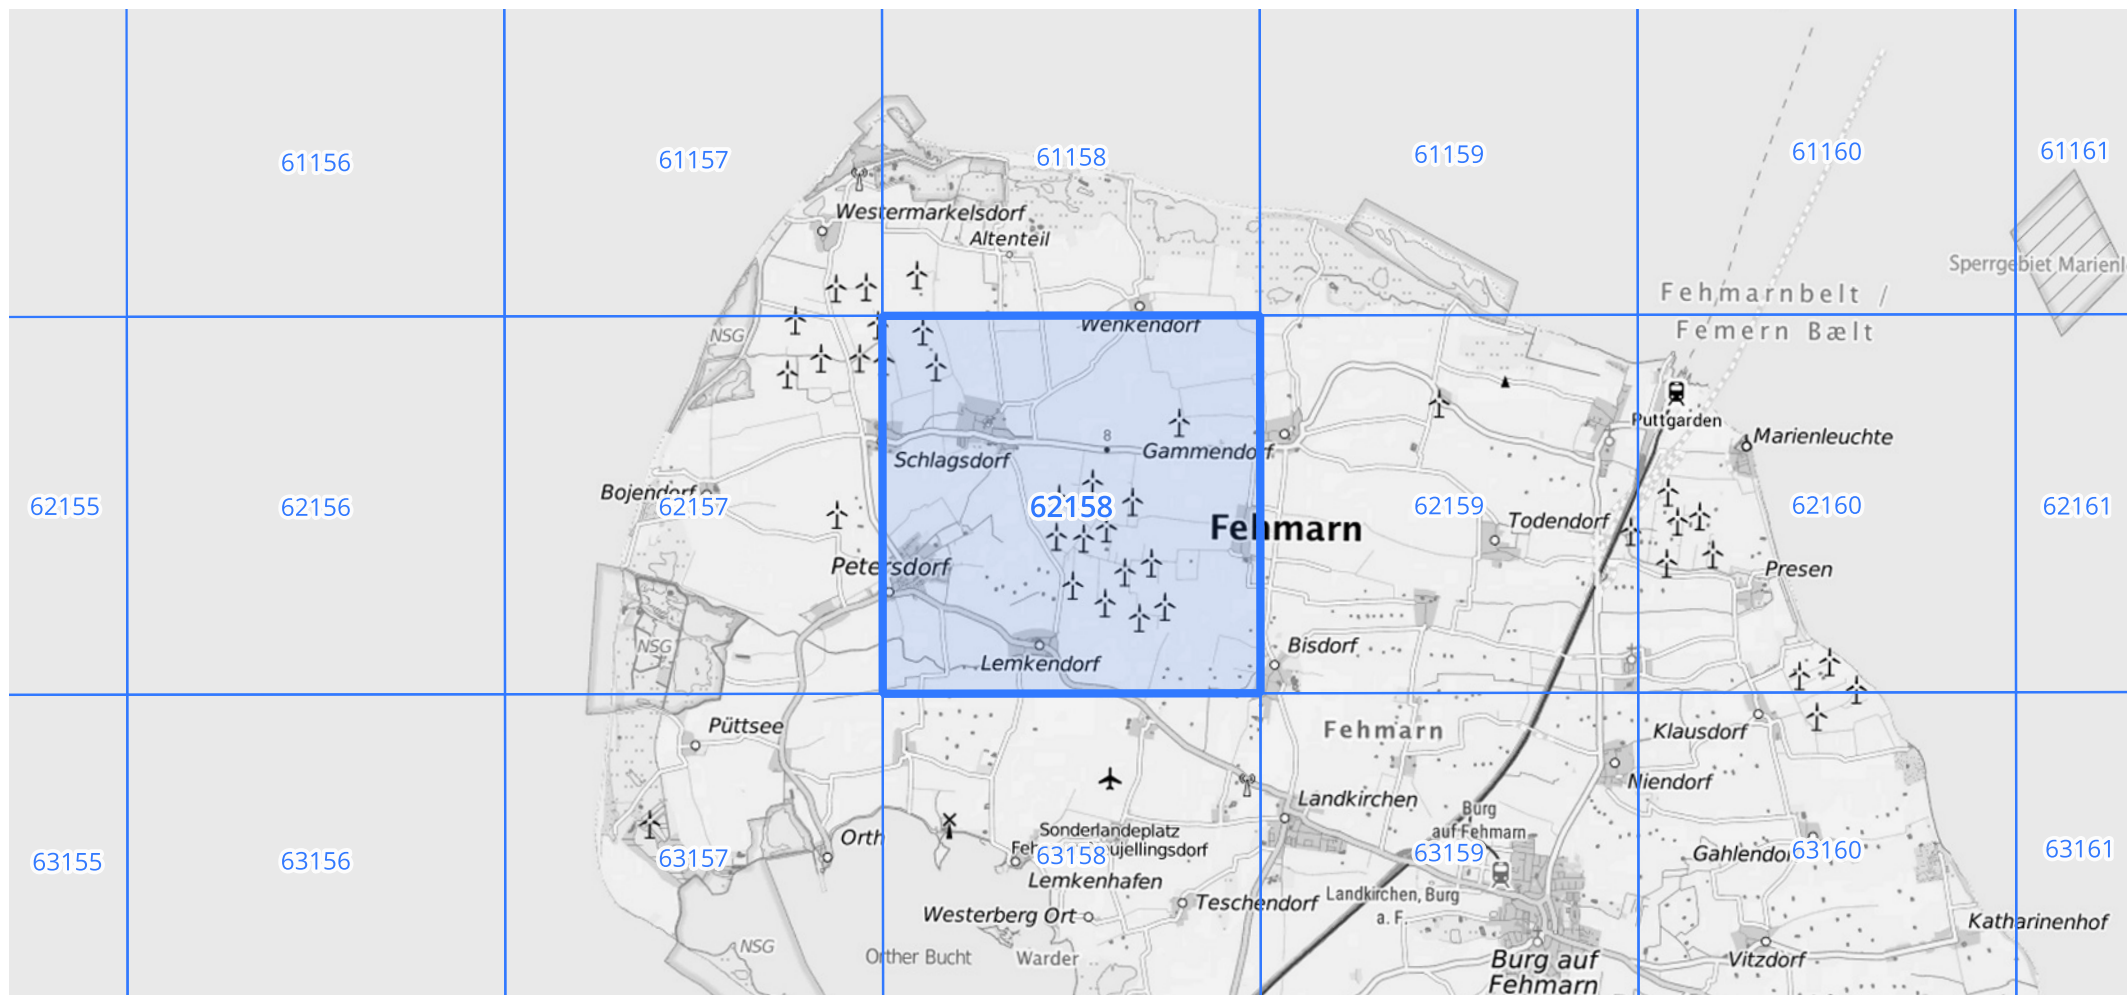 61156
61157
61158
61159
61160
61161
Westermarkelsdorf
Altenteil
Sperrgebiet Marienl
Fehmarnbelt /
Femern Bælt
NSG
Wenkendorf
Puttgarden
Marienleuchte
8
Schlagsdorf
Gammendorf
Bojendorf
62155
62156
62157
62158
62159
62160
62161
Fehmarn
Todendorf
Petersdorf
Presen
NSG
Lemkendorf
Bisdorf
Püttsee
Fehmarn
Klausdorf
Niendorf
Landkirchen
Burg
auf Fehmarn
Orth
Sonderlandeplatz
ujellingsdorf
63155
63156
63157
63158
63159
63160
63161
Gahlendor
Lemkenhafen
Landkirchen, Burg
a. F.
Teschendorf
Westerberg Ort
Katharinenhof
NSG
Orther Bucht
Warder
Burg auf
Fehmarn
Vitzdorf